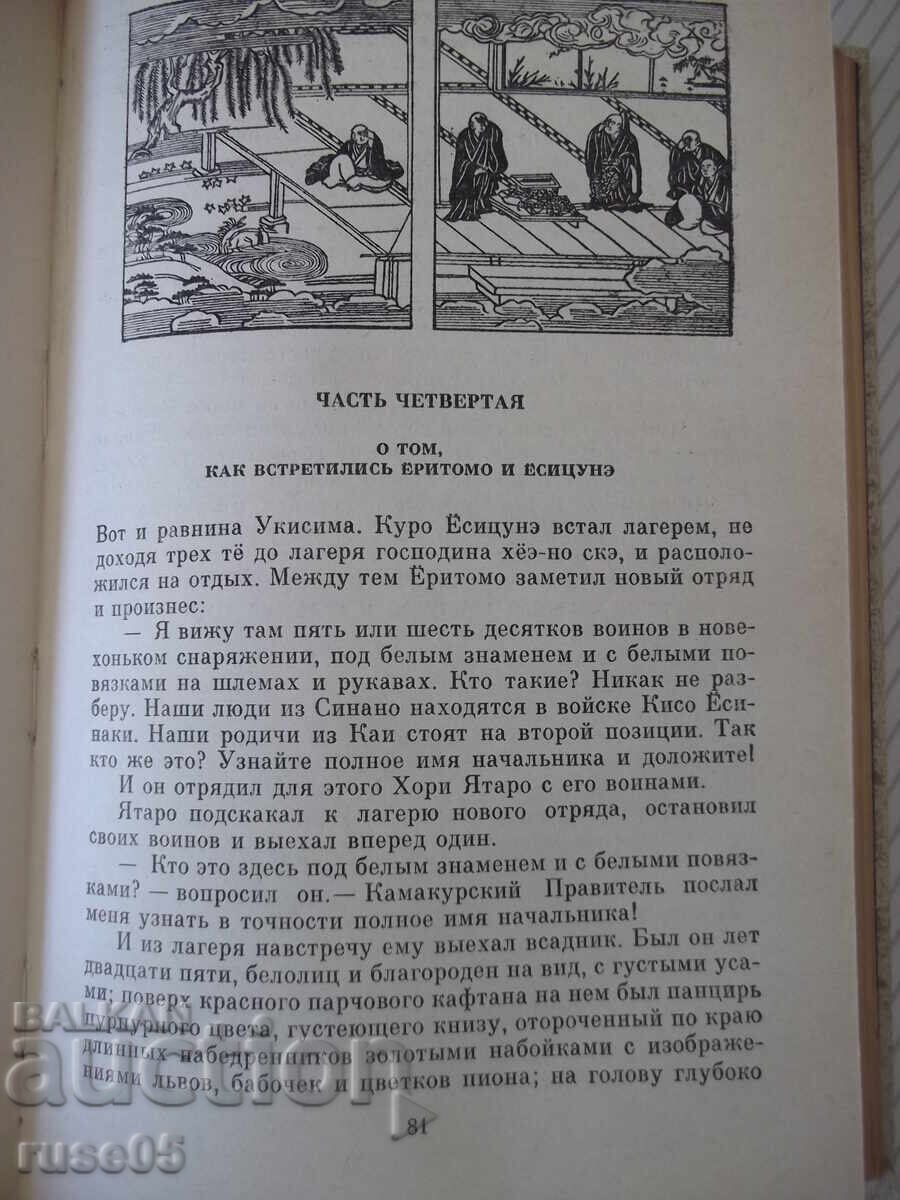 ЧАСТЬ ЧЕТВЕРТАЯ
О ТОМ,
КАК ВСТРЕТИЛИСЬ ЁРИТОМО И ЁСИЦУНЭ
Вот и равнина Укисима. Куро Ёсицунэ встал лагерем, не
доходя трех тё до лагеря господина хёэ-но скэ, и располо-
жился на отдых. Между тем Ёритомо заметил новый отряд
и произнес:
— Я вижу там пять или шесть десятков воинов в нове-
хоньком снаряжении, под белым знаменем и с белыми по-
вязками на шлемах и рукавах. Кто такие? Никак не раз-
беру. Наши люди из Синано находятся в войске Кисо Ёси-
наки. Наши родичи из Каи стоят на второй позиции. Так
кто же это? Узнайте полное имя начальника и доложите!
И он отрядил для этого Хори Ятаро с его воинами.
Ятаро подскакал к лагерю нового отряда, остановил
своих воинов и выехал вперед один.
— Кто это здесь под белым знаменем и с белыми повяз-
ками? — вопросил он. — Камакурский Правитель послал
меня узнать в точности полное имя начальника!
И из лагеря навстречу ему выехал всадник. Был он лет
двадцати пяти, белолиц и благороден на вид, с густыми уса-
ми; поверх красного парчового кафтана на нем был панцирь
пурпурного цвета, густеющего книзу, отороченный по краю
длинных набедренников золотыми набойками с изображе-
ниями львов, бабочек и цветков пиона; на голову глубоко
81
BALKAN
auction
ruse05